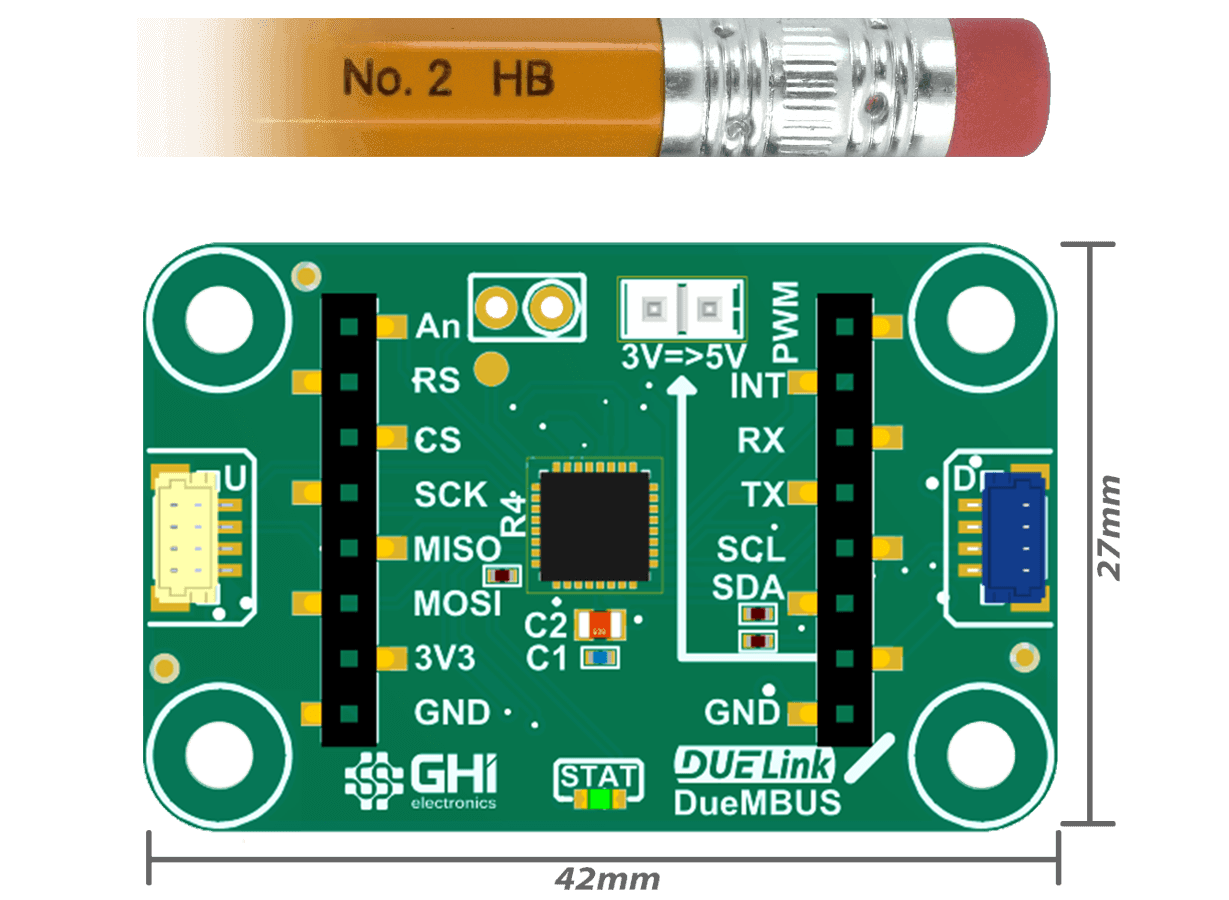 No. 2 HB
An
RS
CS
SCK
MISO
MOSI
3V3
GND
U
R4
C2
C1
3V=>5V
PWM
INT
RX
TX
SCL
SDA
GND
D
GHI
electronics
STAT
DUELink
DueMBUS
27mm
42mm